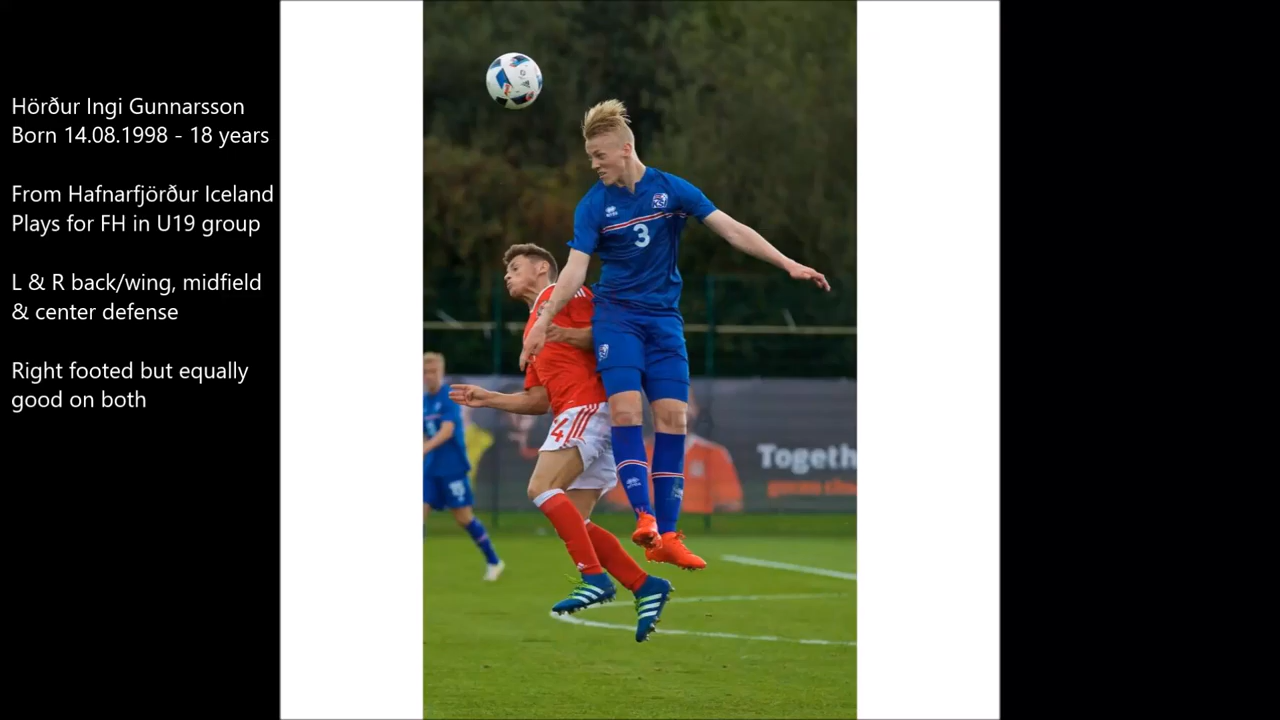 Hörður Ingi Gunnarsson
Born 14.08.1998 - 18 years
From Hafnarfjörður Iceland
Plays for FH in U19 group
L & R back/wing, midfield
& center defense
Right footed but equally
good on both
3
4
Togeth